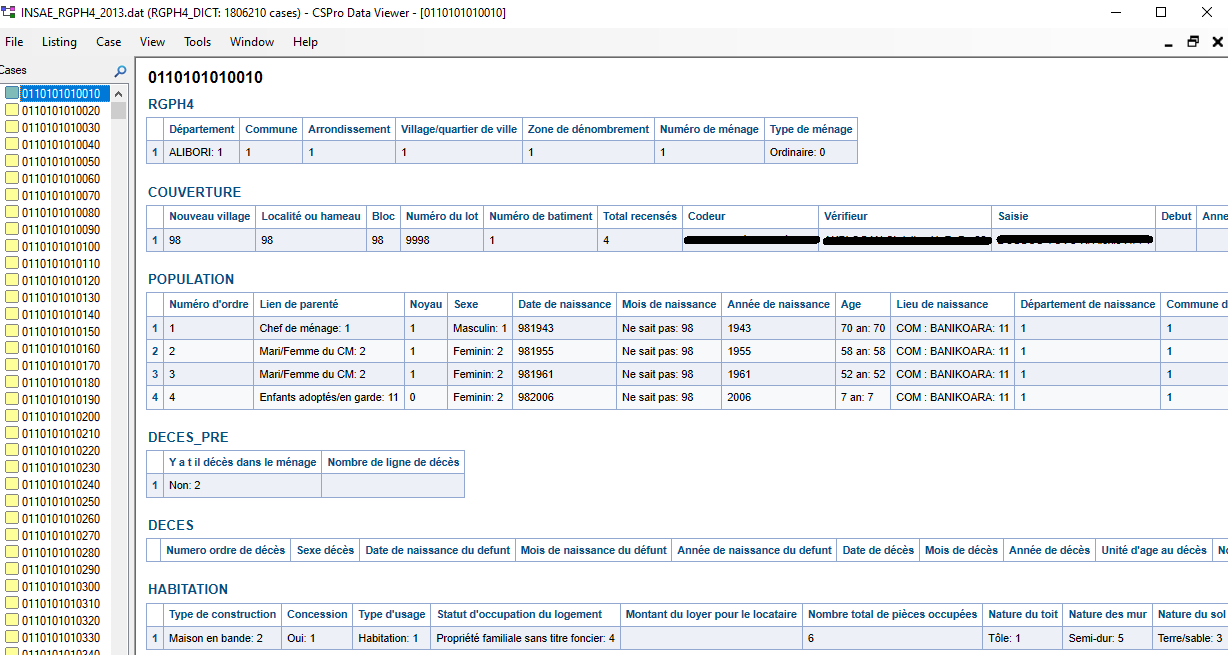 INSAE_RGPH4_2013.dat (RGPH4_DICT: 1806210 cases) - CSPro Data Viewer - [0110101010010]
File Listing Case View Tools Window Help
Cases
0110101010010
0110101010020
0110101010030
0110101010040
0110101010050
0110101010060
0110101010070
0110101010080
0110101010090
0110101010100
0110101010110
0110101010120
0110101010130
0110101010140
0110101010150
0110101010160
0110101010170
0110101010180
0110101010190
0110101010200
0110101010210
0110101010220
0110101010230
0110101010240
0110101010250
0110101010260
0110101010270
0110101010280
0110101010290
0110101010300
0110101010310
0110101010320
0110101010330
0110101010340
0110101010010
RGPH4
Département Commune Arrondissement Village/quartier de ville Zone de dénombrement Numéro de ménage Type de ménage
1 ALIBORI: 1 1 1 1 1 1 Ordinaire: 0
COUVERTURE
Nouveau village Localité ou hameau Bloc Numéro du lot Numéro de batiment Total recensés Codeur Vérifieur Saisie Debut Anne
1 98 98 98 9998 1 4
POPULATION
Numéro d'ordre Lien de parenté Noyau Sexe Date de naissance Mois de naissance Année de naissance Age Lieu de naissance Département de naissance Commune d
1 1 Chef de ménage: 1 1 Masculin: 1 981943 Ne sait pas: 98 1943 70 an: 70 COM : BANIKOARA: 11 1 1
2 2 Mari/Femme du CM: 2 1 Feminin: 2 981955 Ne sait pas: 98 1955 58 an: 58 COM : BANIKOARA: 11 1 1
3 3 Mari/Femme du CM: 2 1 Feminin: 2 981961 Ne sait pas: 98 1961 52 an: 52 COM : BANIKOARA: 11 1 1
4 4 Enfants adoptés/en garde: 11 0 Feminin: 2 982006 Ne sait pas: 98 2006 7 an: 7 COM : BANIKOARA: 11 1 1
DECES_PRE
Y a t il décès dans le ménage Nombre de ligne de décès
1 Non: 2
DECES
Numero ordre de décès Sexe décès Date de naissance du defunt Mois de naissance du défunt Année de naissance du defunt Date de décès Mois de décès Année de décès Unité d'age au décès No
HABITATION
Type de construction Concession Type d'usage Statut d'occupation du logement Montant du loyer pour le locataire Nombre total de pièces occupées Nature du toit Nature des mur Nature du sol
1 Maison en bande: 2 Oui: 1 Habitation: 1 Propriété familiale sans titre foncier: 4 6 Tôle: 1 Semi-dur: 5 Terre/sable: 3